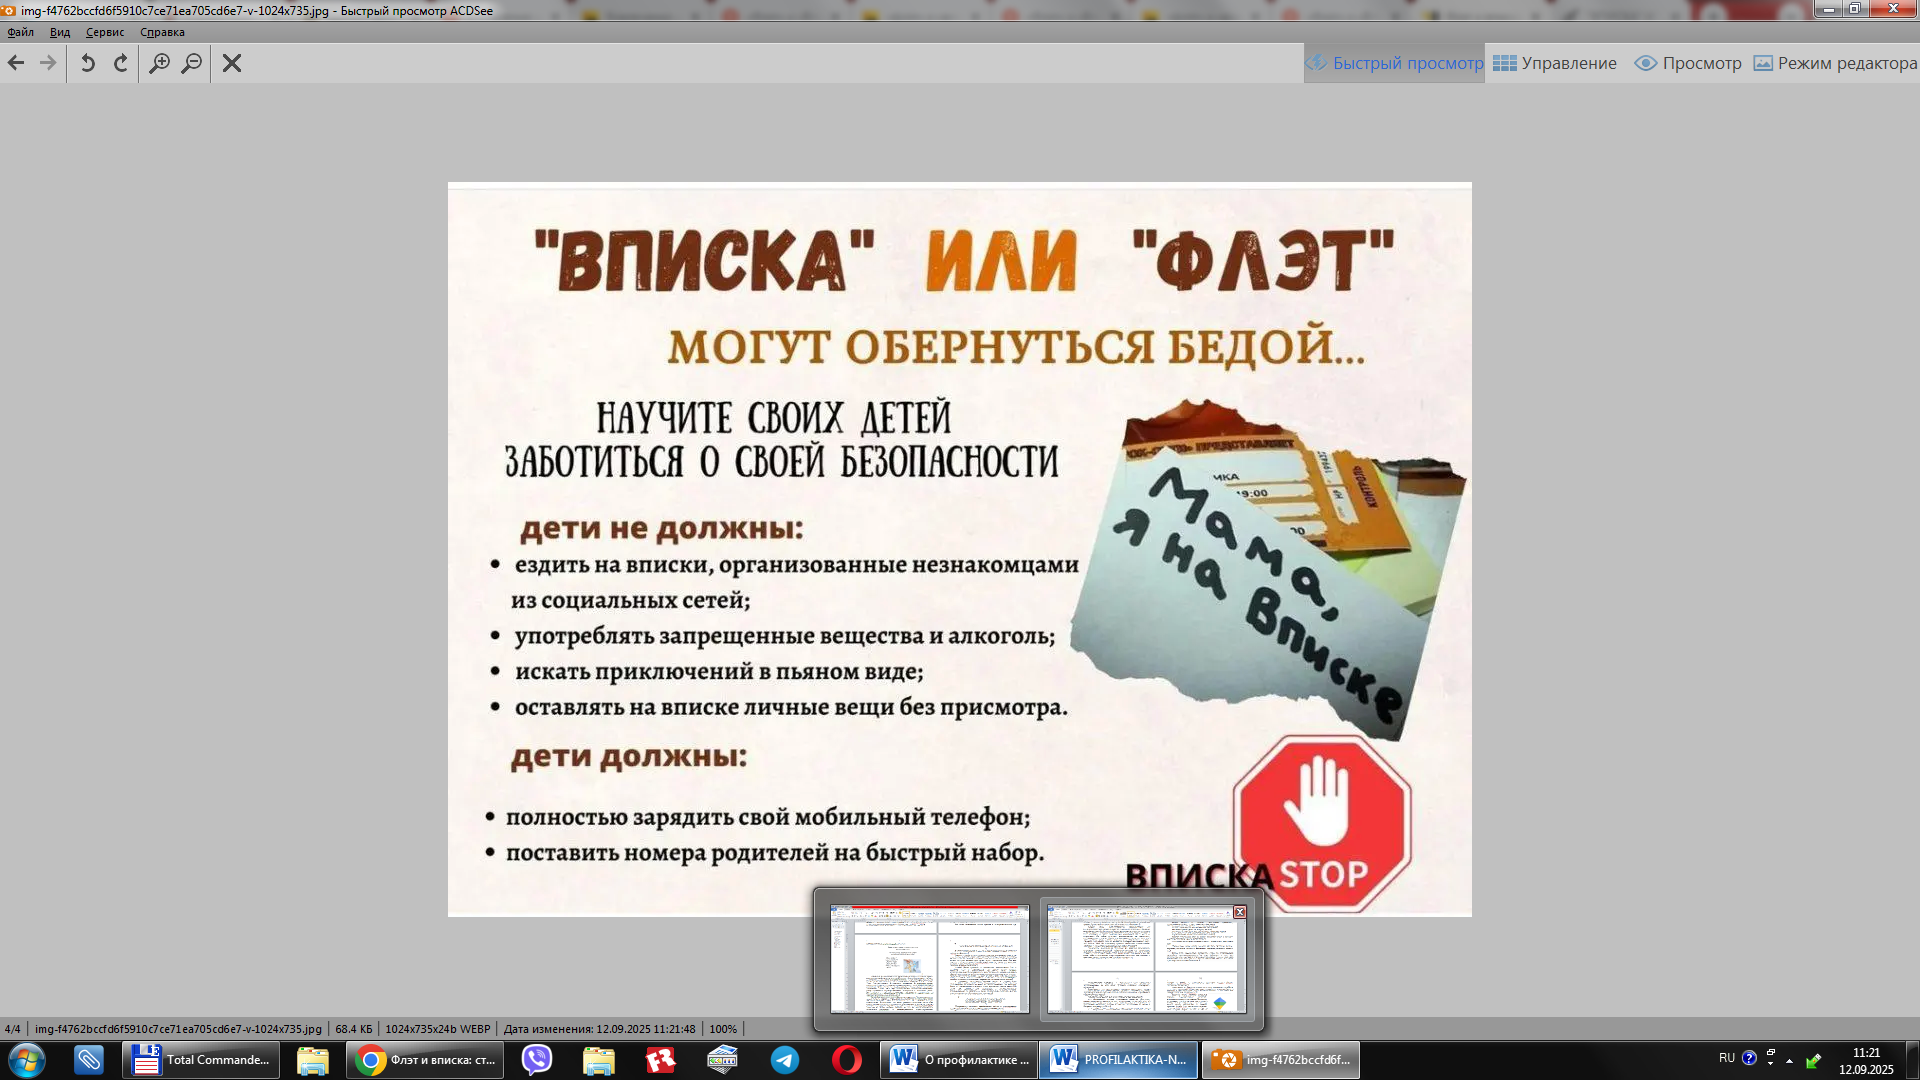 img-f4762bccfd6f5910c7ce71ea705cd6e7-v-1024x735.jpg - Быстрый просмотр ACDSee
Файл Вид Сервис Справка
Быстрый просмотр Управление Просмотр Режим редактора
"ВПИСКА" ИЛИ "ФЛЭТ"
МОГУТ ОБЕРНУТЬСЯ БЕДОЙ...
НАУЧИТЕ СВОИХ ДЕТЕЙ
ЗАБОТИТЬСЯ О СВОЕЙ БЕЗОПАСНОСТИ
дети не должны:
• ездить на вписки, организованные незнакомцами
из социальных сетей;
• употреблять запрещенные вещества и алкоголь;
• искать приключений в пьяном виде;
• оставлять на вписке личные вещи без присмотра.
дети должны:
• полностью зарядить свой мобильный телефон;
• поставить номера родителей на быстрый набор.
ПРЕДСТАВЛЯЕТ
КОНТРОЛЬ
Мама,
я на Вписке
ВПИСКА STOP
4/4 img-f4762bccfd6f5910c7ce71ea705cd6e7-v-1024x735.jpg 68.4 КБ 1024x735x24b WEBP Дата изменения: 12.09.2025 11:21:48 100%
Total Commande... Флэт и вписка: ст... О профилактике ... PROFILAKTIKA-N... img-f4762bccfd6f...
RU 11:21
12.09.2025